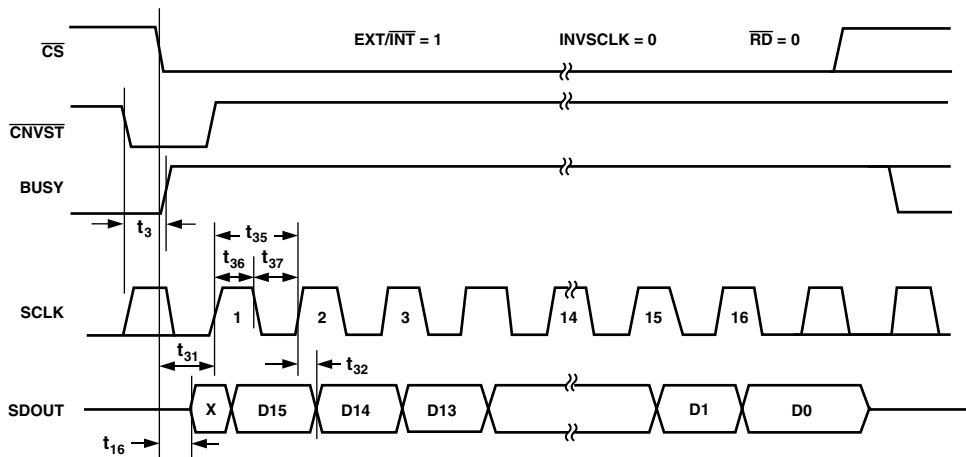 EXT/INT = 1 INVSCLK = 0 RD = 0
CS
CNVST
BUSY
t3
t35
t36 t37
SCLK
1 2 3 14 15 16
t31
t32
SDOUT
X D15 D14 D13 D1 D0
t16